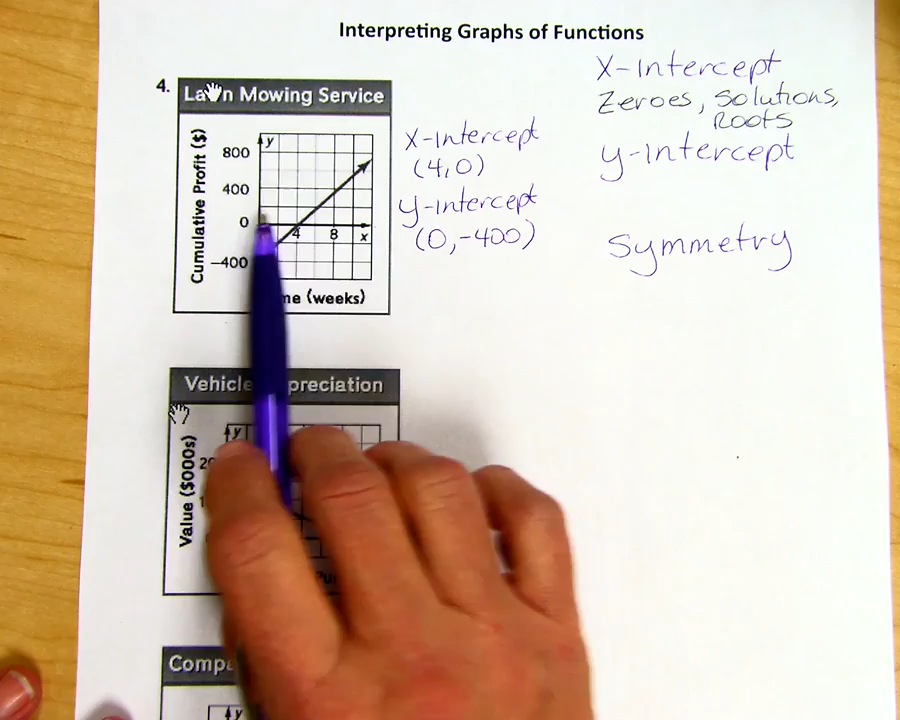 Interpreting Graphs of Functions
4.
Lawn Mowing Service
Cumulative Profit ($)
y
800
400
0
-400
4
8
x
(weeks)
x-intercept
(4,0)
y-intercept
(0,-400)
X-intercept
Zeroes, Solutions,
Roots
y-intercept
Symmetry
Vehicle
Value ($000s)
y
y